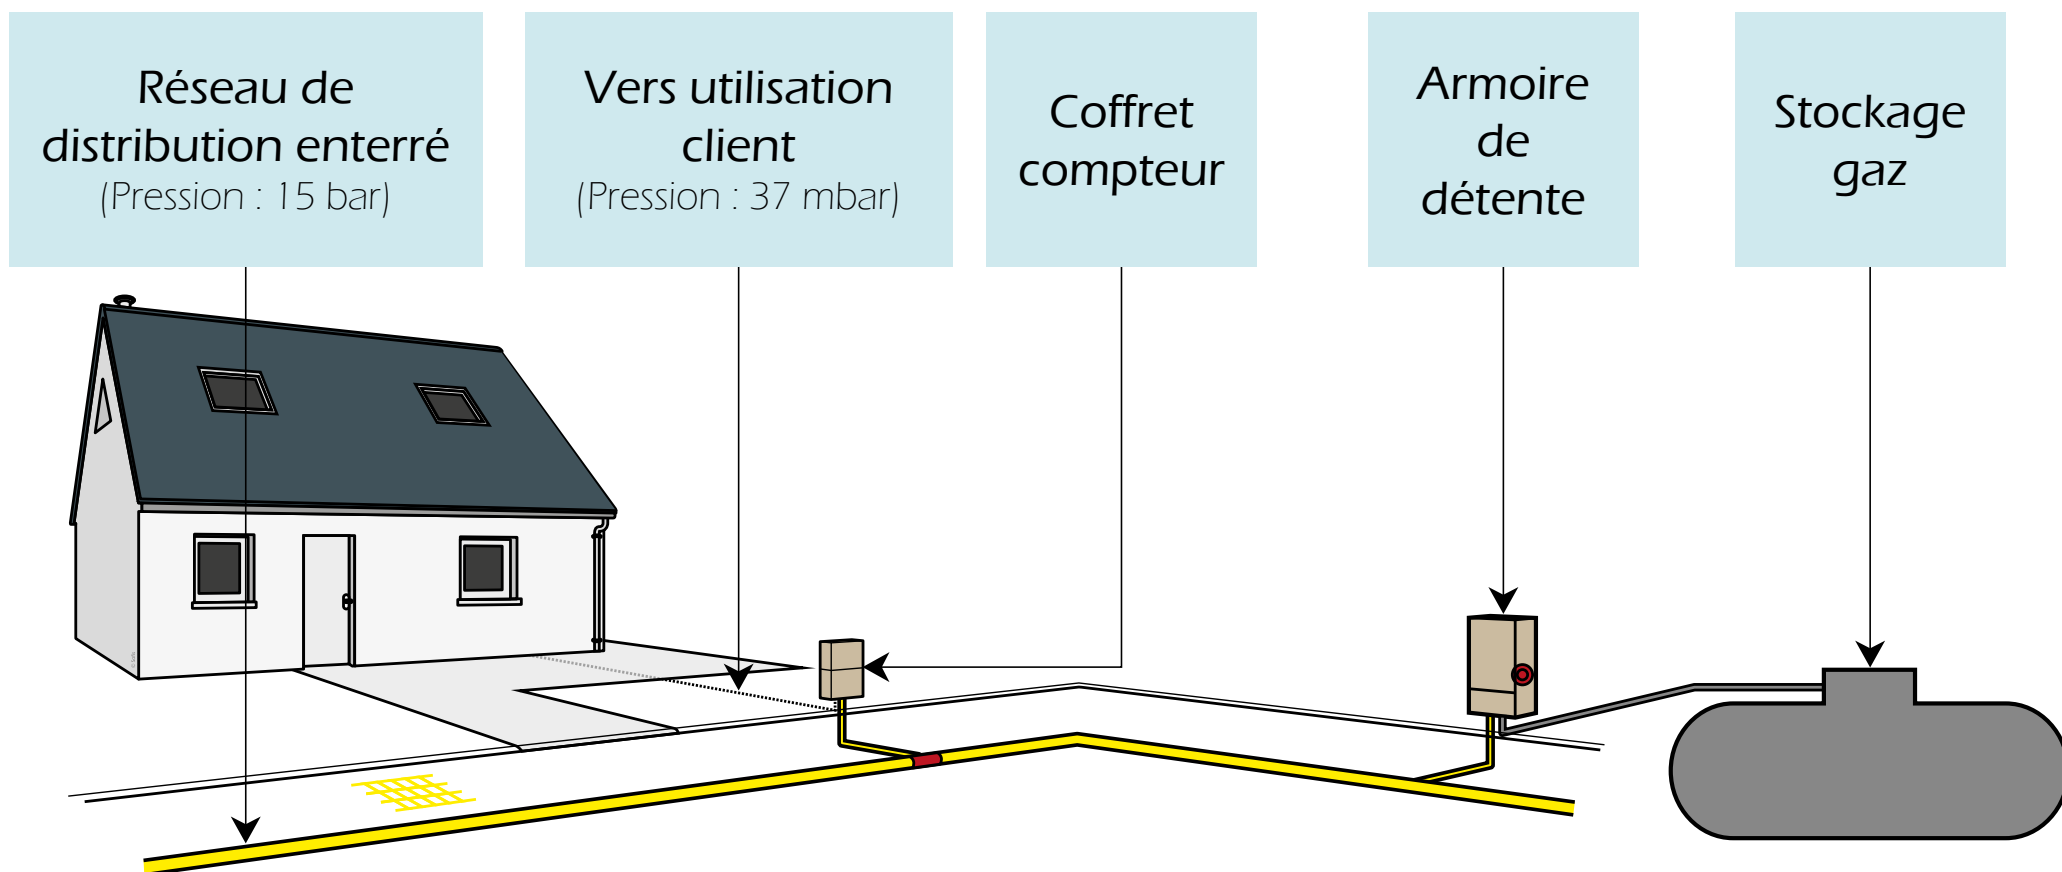 Réseau de
distribution enterré
(Pression : 15 bar)
Vers utilisation
client
(Pression : 37 mbar)
Coffret
compteur
Armoire
de
détente
Stockage
gaz